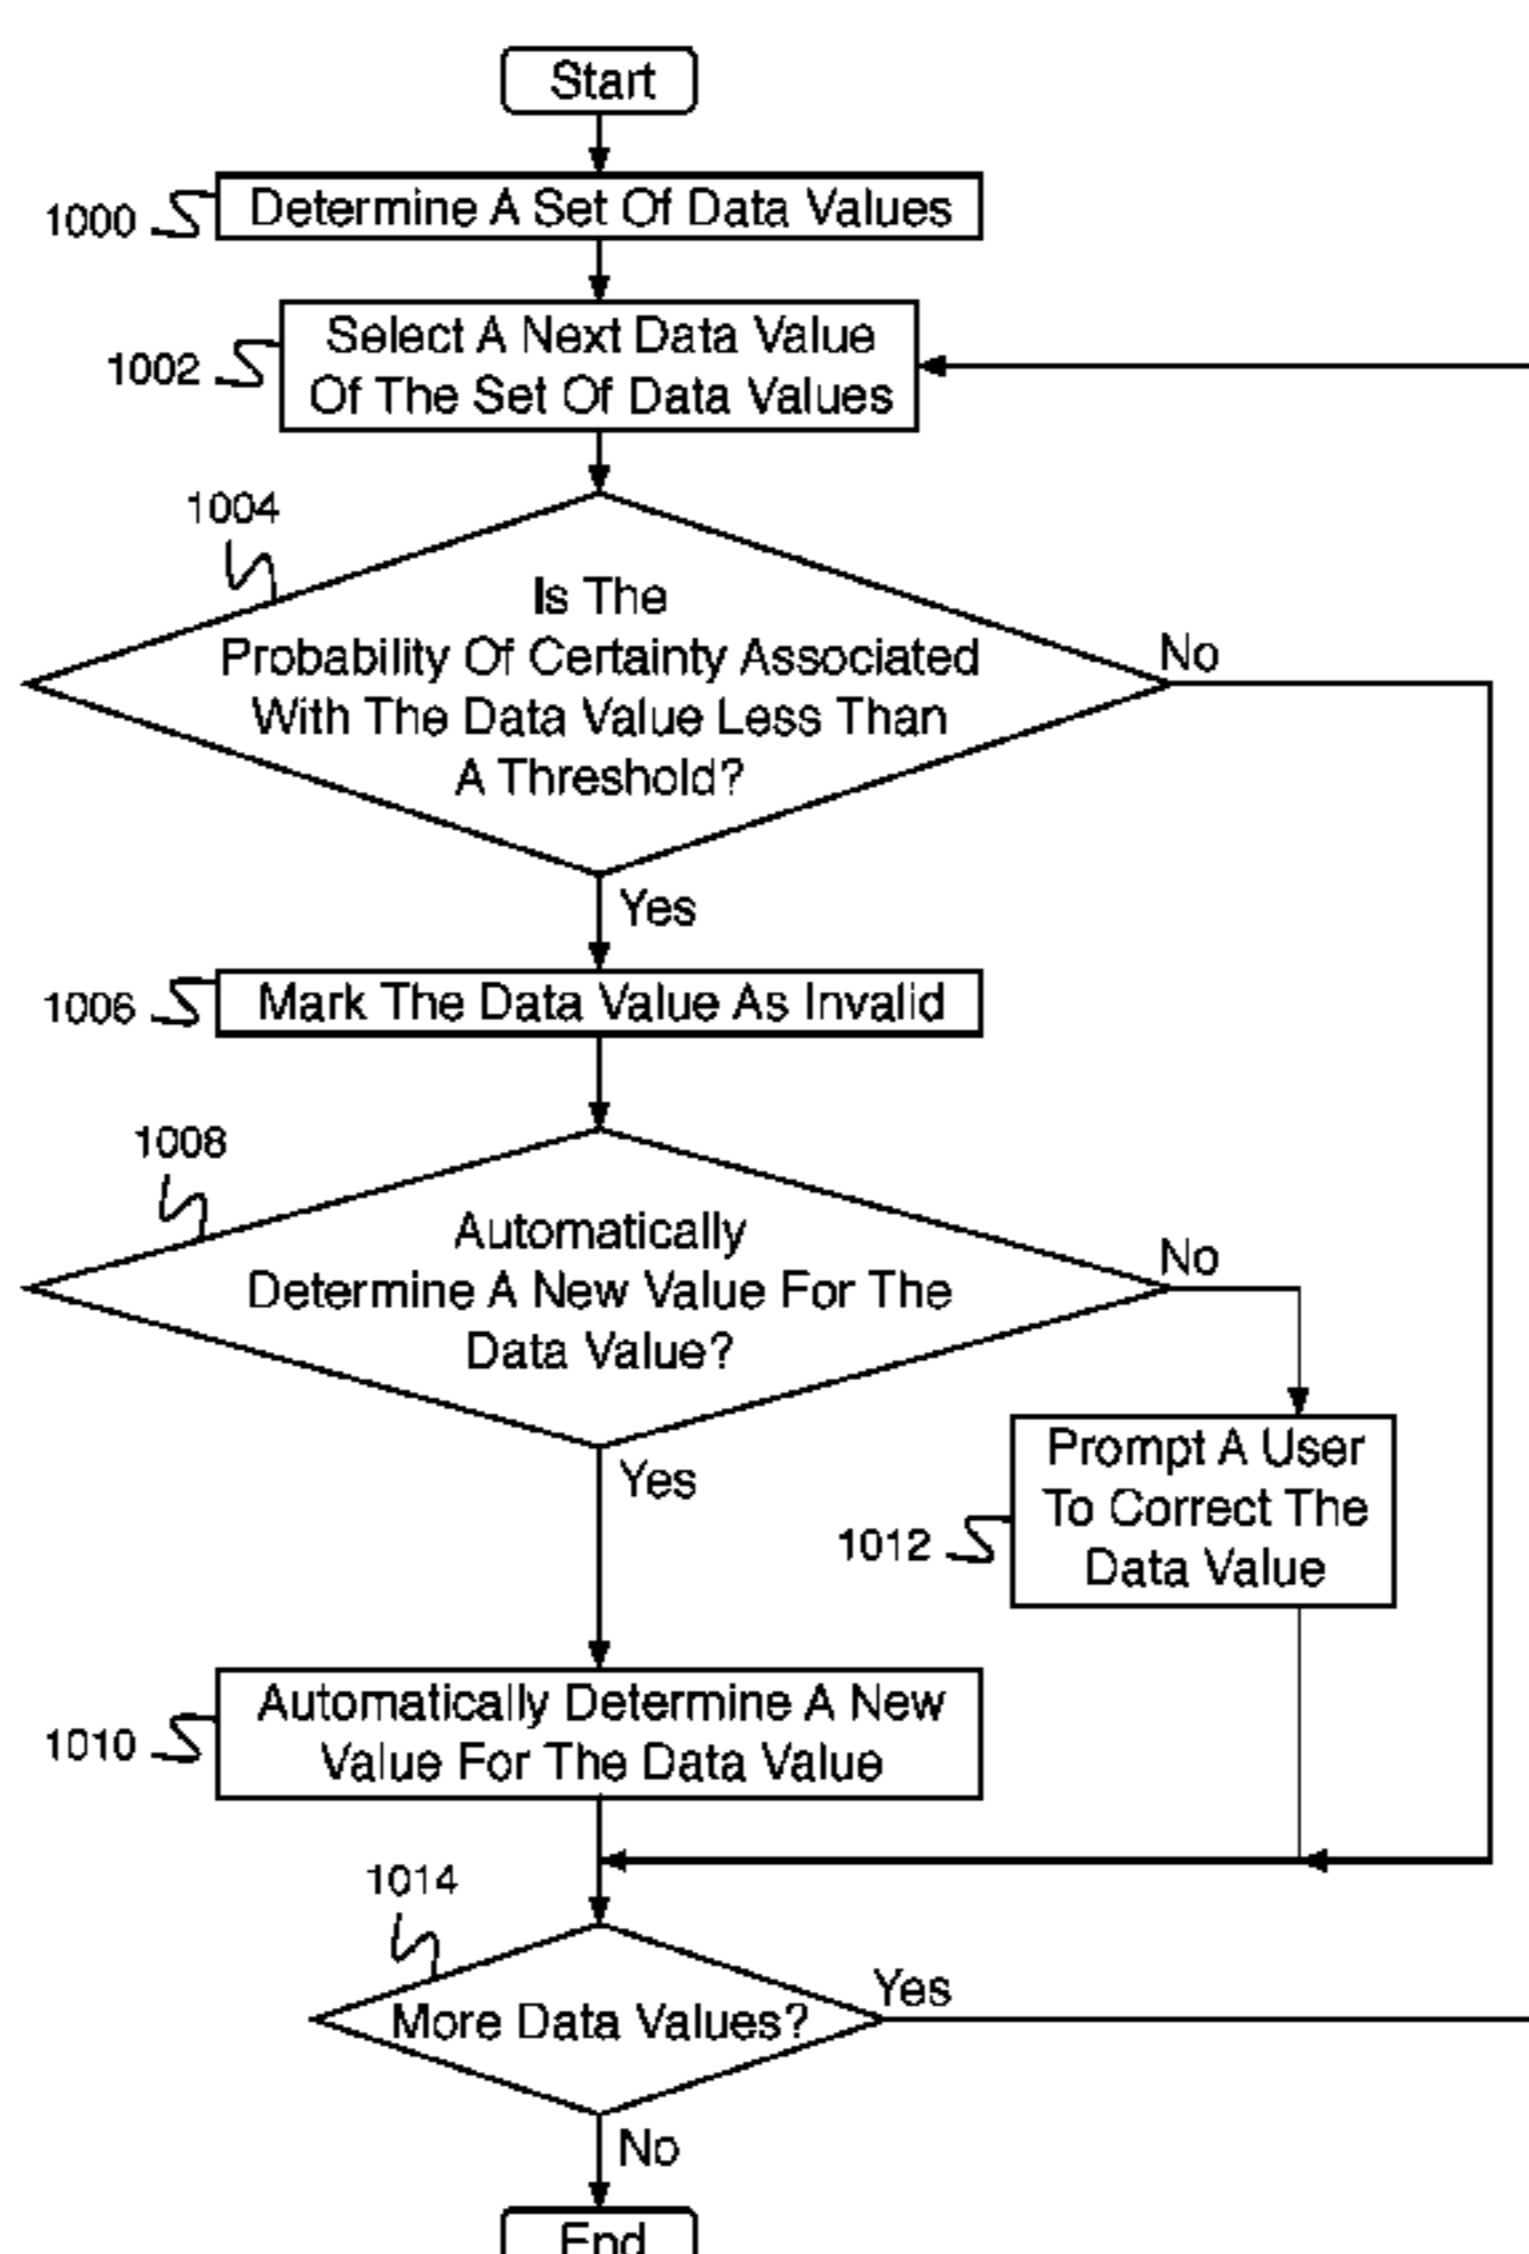 Start
1000
Determine A Set Of Data Values
1002
Select A Next Data Value
Of The Set Of Data Values
1004
Is The
Probability Of Certainty Associated
With The Data Value Less Than
A Threshold?
No
Yes
1006
Mark The Data Value As Invalid
1008
Automatically
Determine A New Value For The
Data Value?
No
Yes
Prompt A User
To Correct The
Data Value
1012
1010
Automatically Determine A New
Value For The Data Value
1014
More Data Values?
Yes
No
End